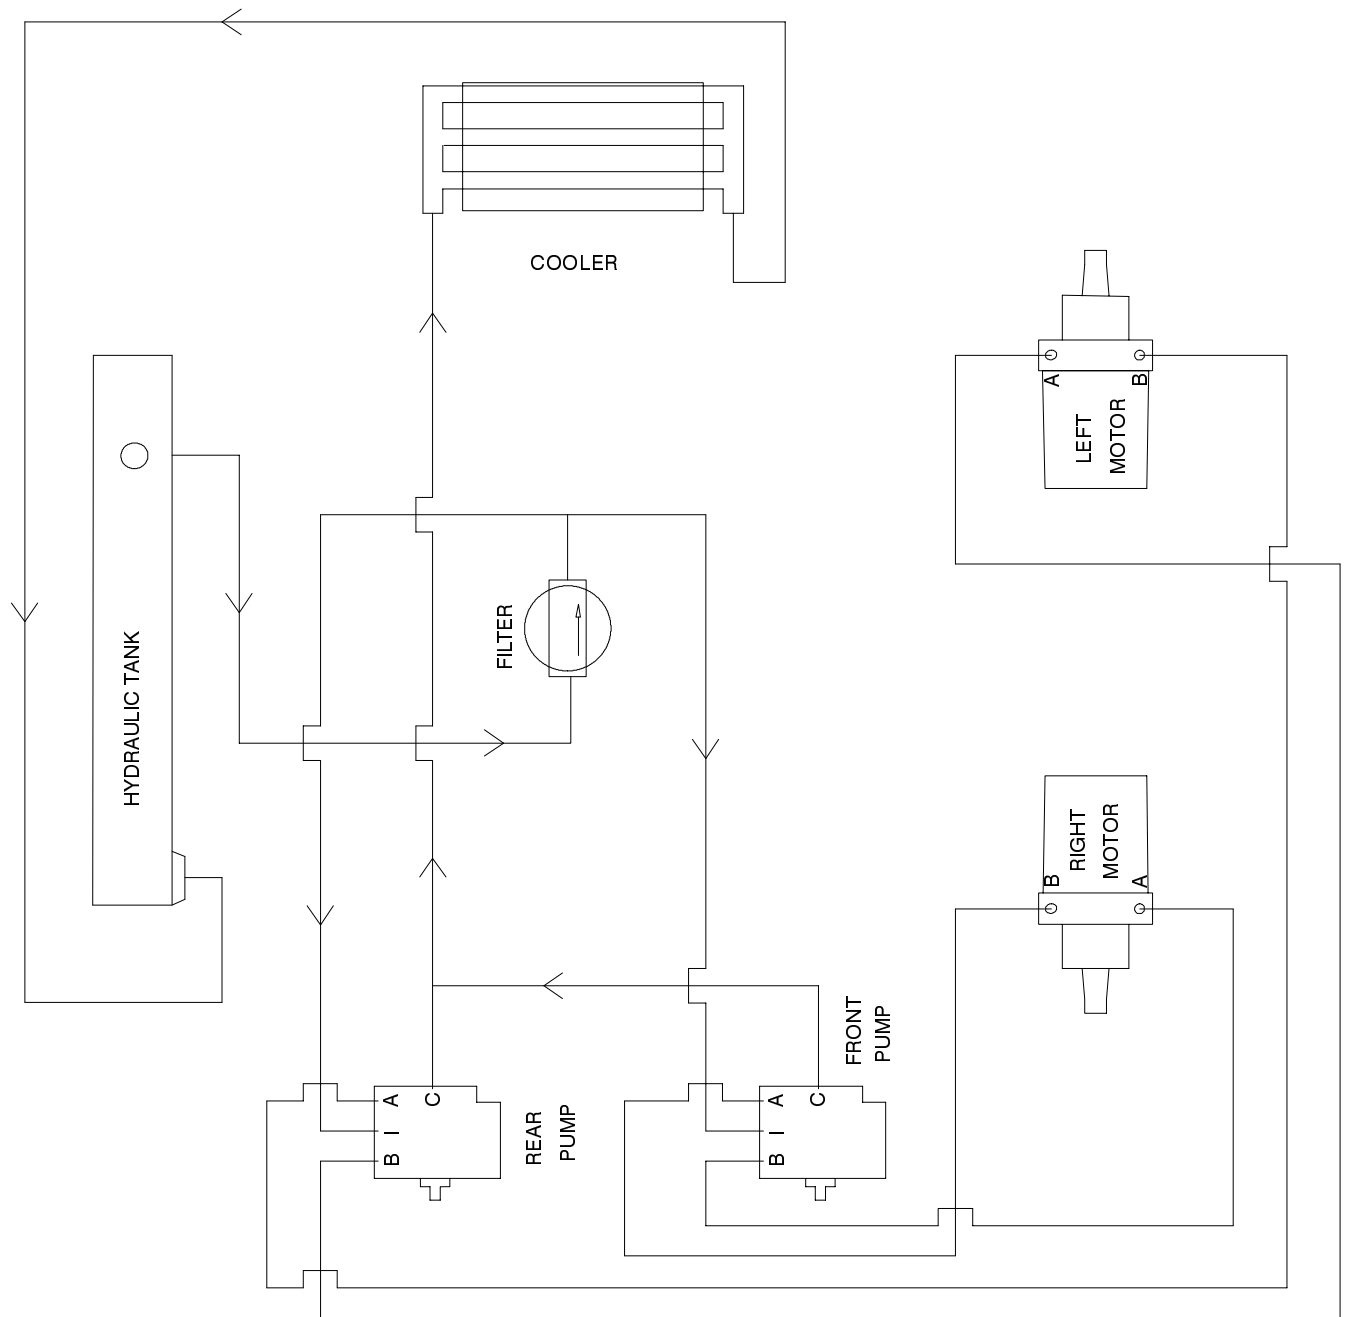 COOLER
A
B
LEFT
MOTOR
FILTER
HYDRAULIC TANK
RIGHT
MOTOR
B
A
FRONT
PUMP
A
C
I
B
REAR
PUMP
A
C
I
B